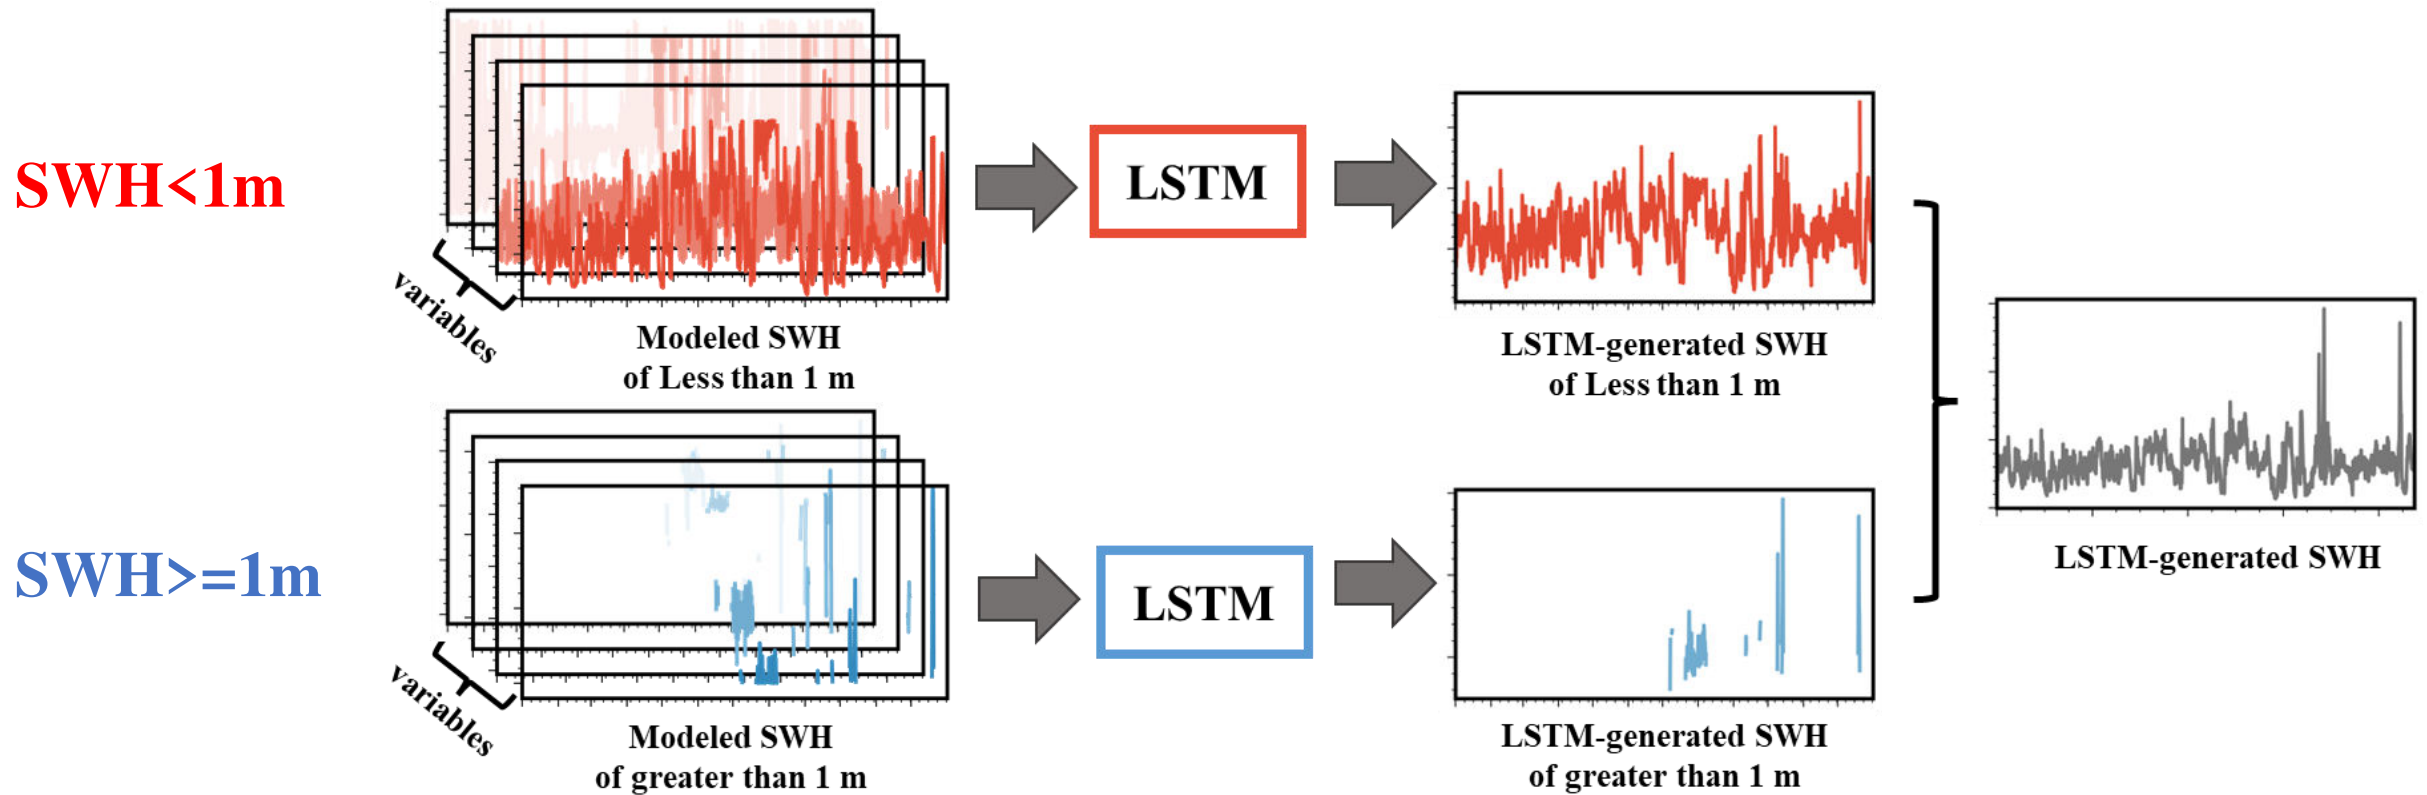 SWH<1m
variables
Modeled SWH
of Less than 1 m
LSTM
LSTM-generated SWH
of Less than 1 m
SWH>=1m
variables
Modeled SWH
of greater than 1 m
LSTM
LSTM-generated SWH
of greater than 1 m
LSTM-generated SWH